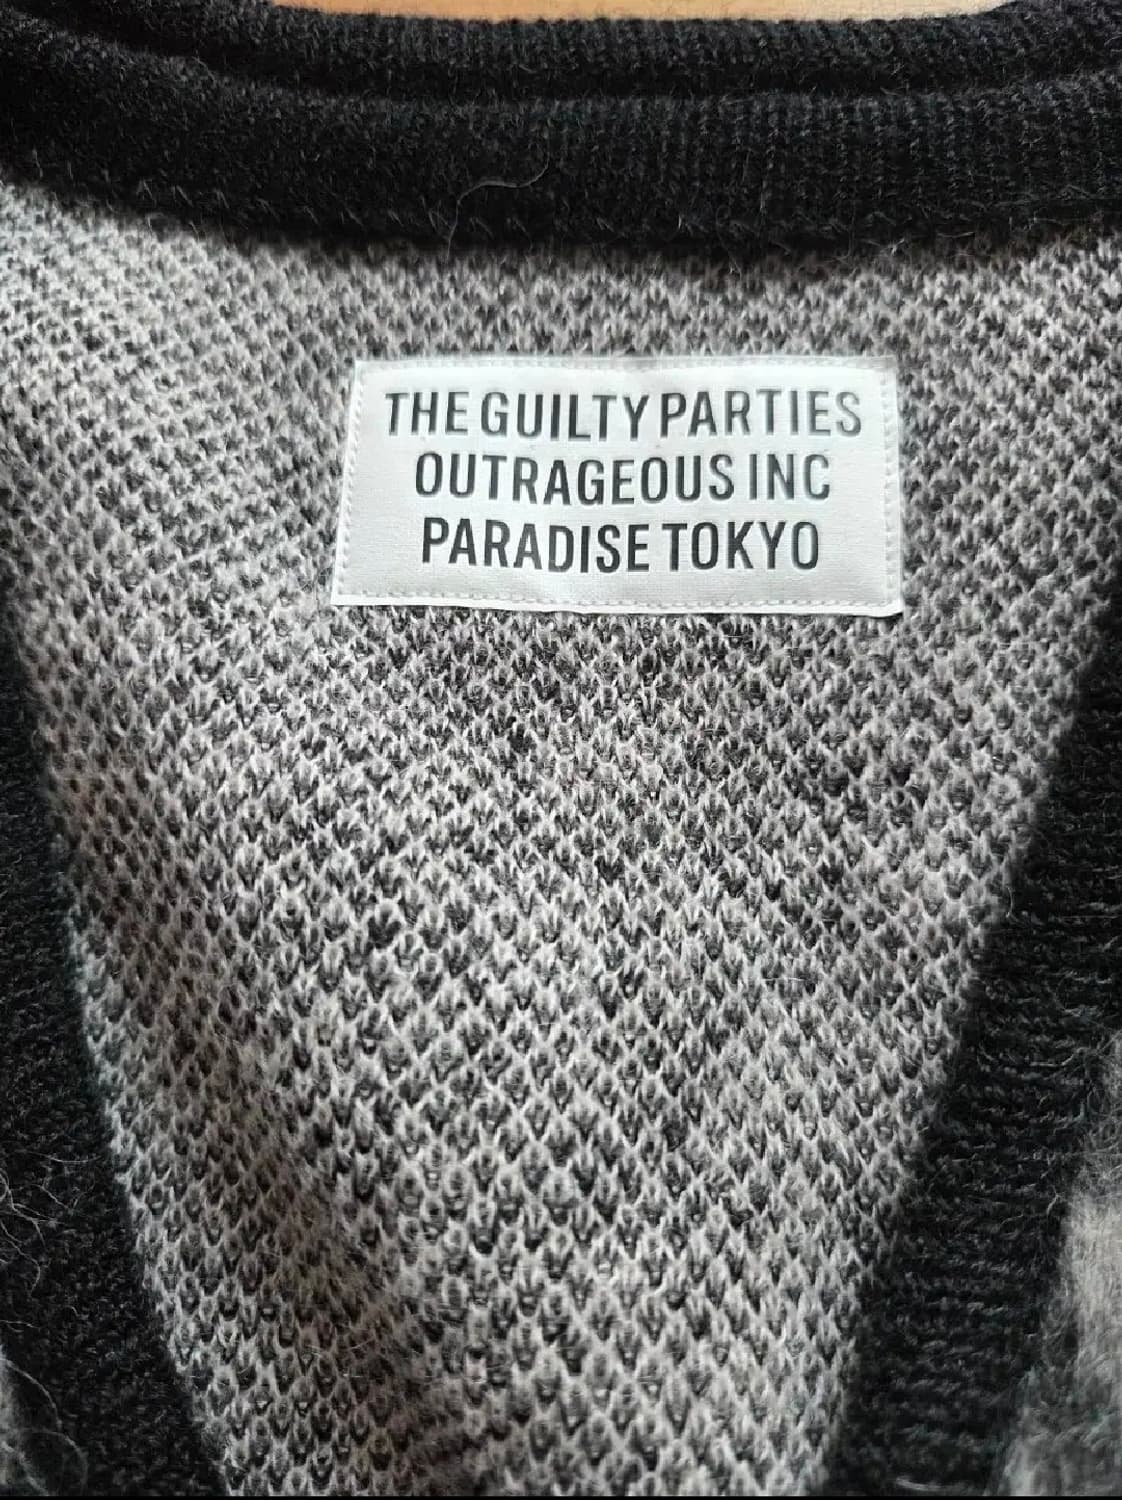 THE GUILTY PARTIES
OUTRAGEOUS INC
PARADISE TOKYO